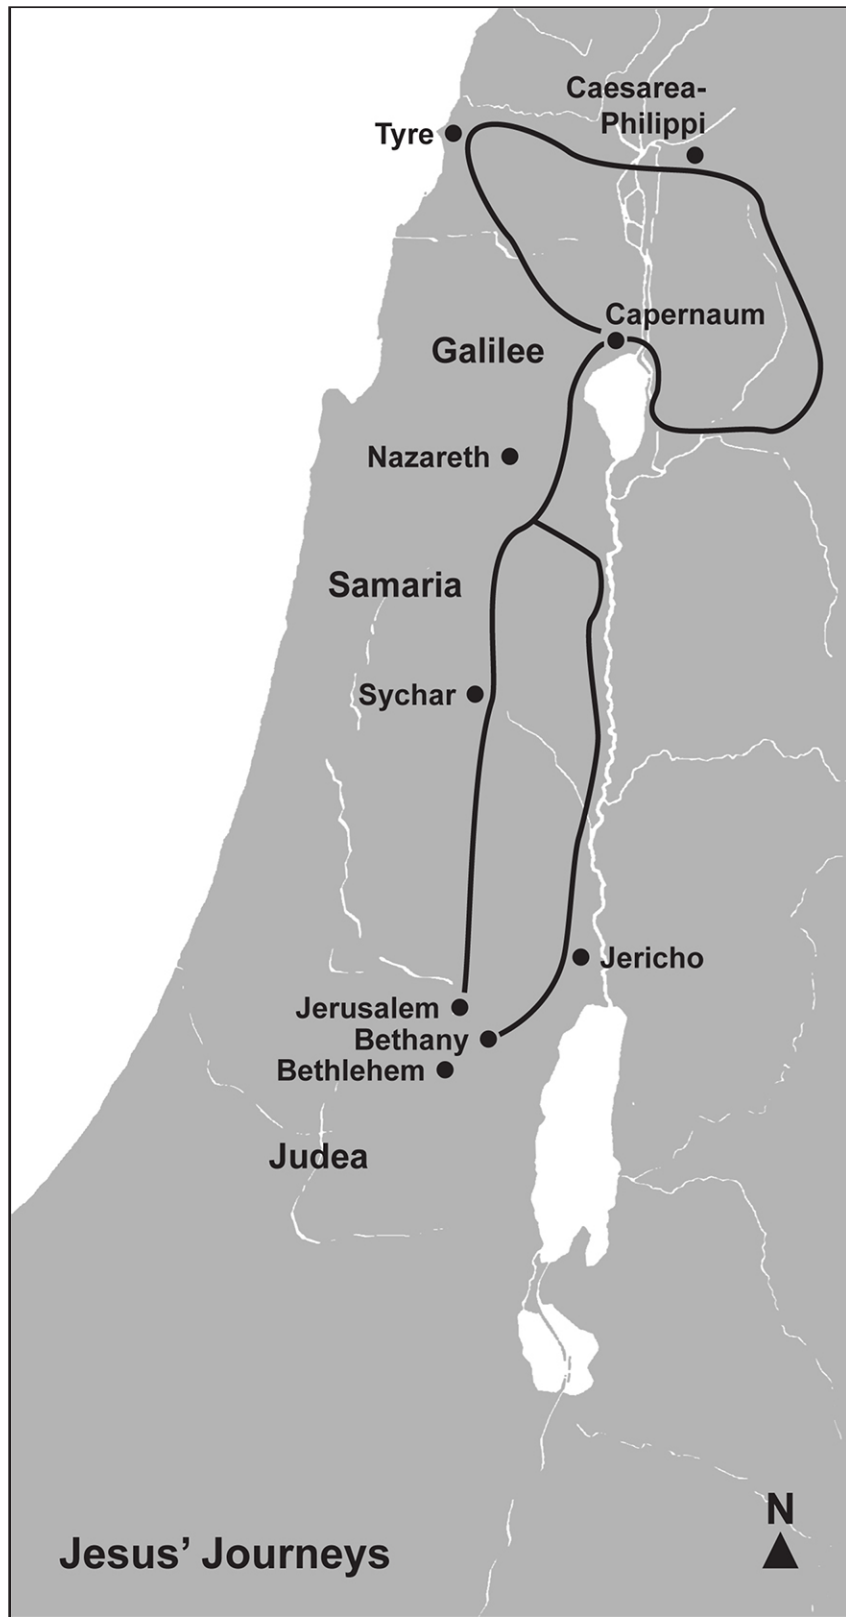 Caesarea-
Philippi
Tyre
Capernaum
Galilee
Nazareth
Samaria
Sychar
Jericho
Jerusalem
Bethany
Bethlehem
Judea
N
Jesus’ Journeys